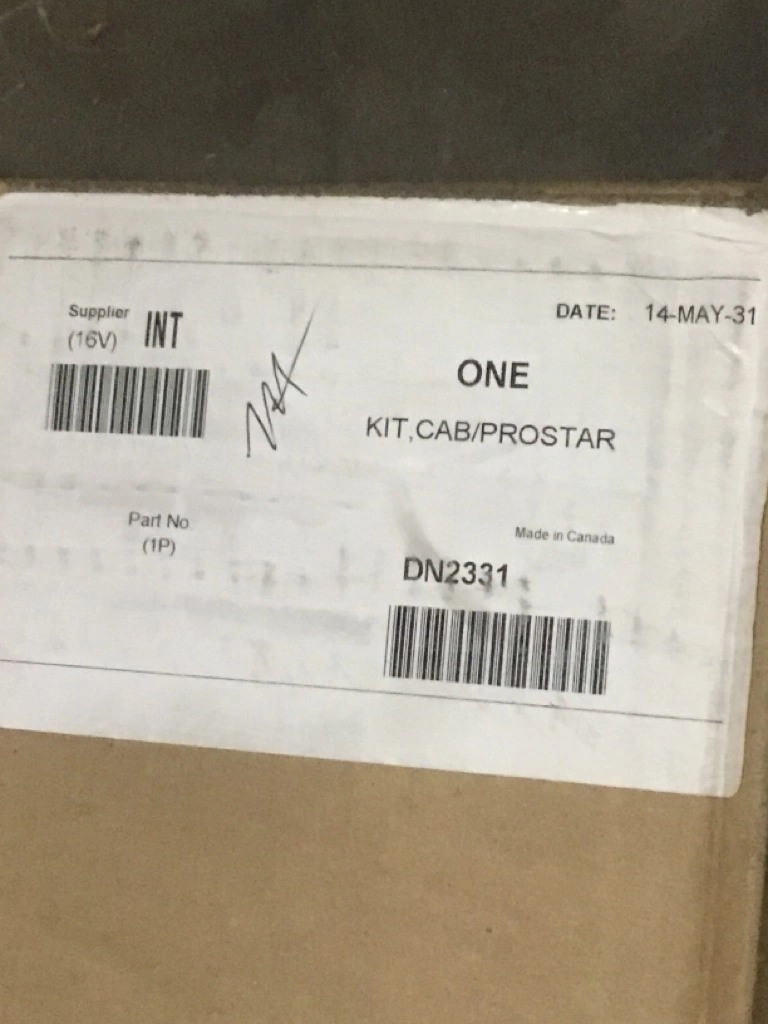 Supplier INT
(16V)
DATE: 14-MAY-31
ONE
KIT,CAB/PROSTAR
Part No
(1P)
Made in Canada
DN2331